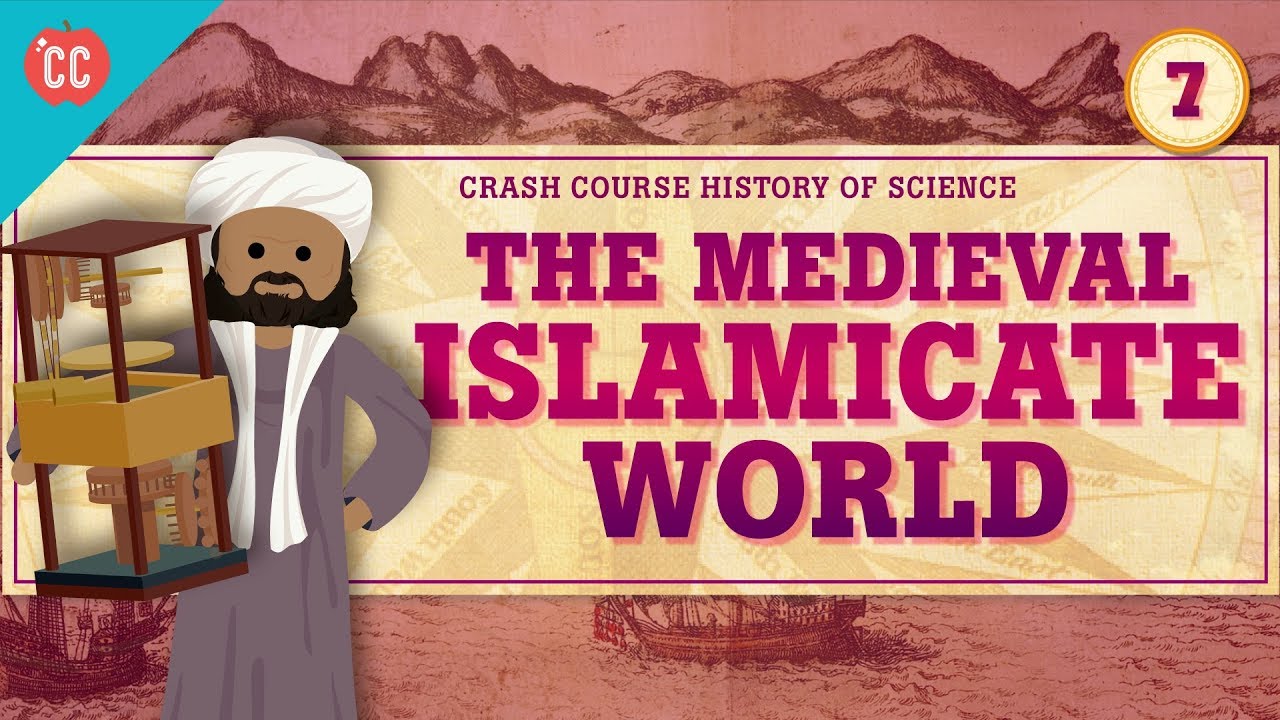 CC
7
CRASH COURSE HISTORY OF SCIENCE
THE MEDIEVAL
ISLAMICATE
WORLD